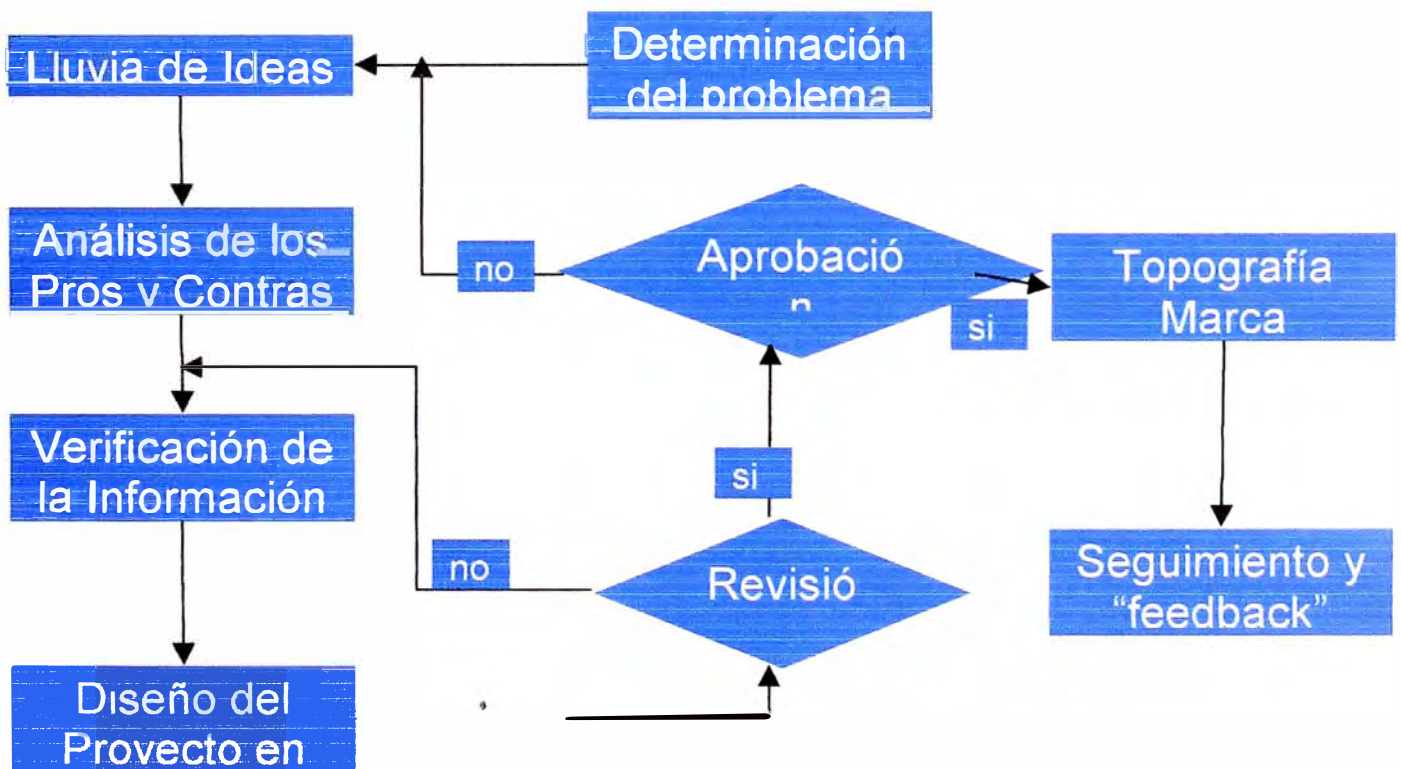 Lluvia de Ideas
Determinación
del problema
Análisis de los
Pros y Contras
no
Aprobació
n
si
Topografía
Marca
Verificación de
la Información
si
no
Revisió
Seguimiento y
“feedback”
Diseño del
Proyecto en